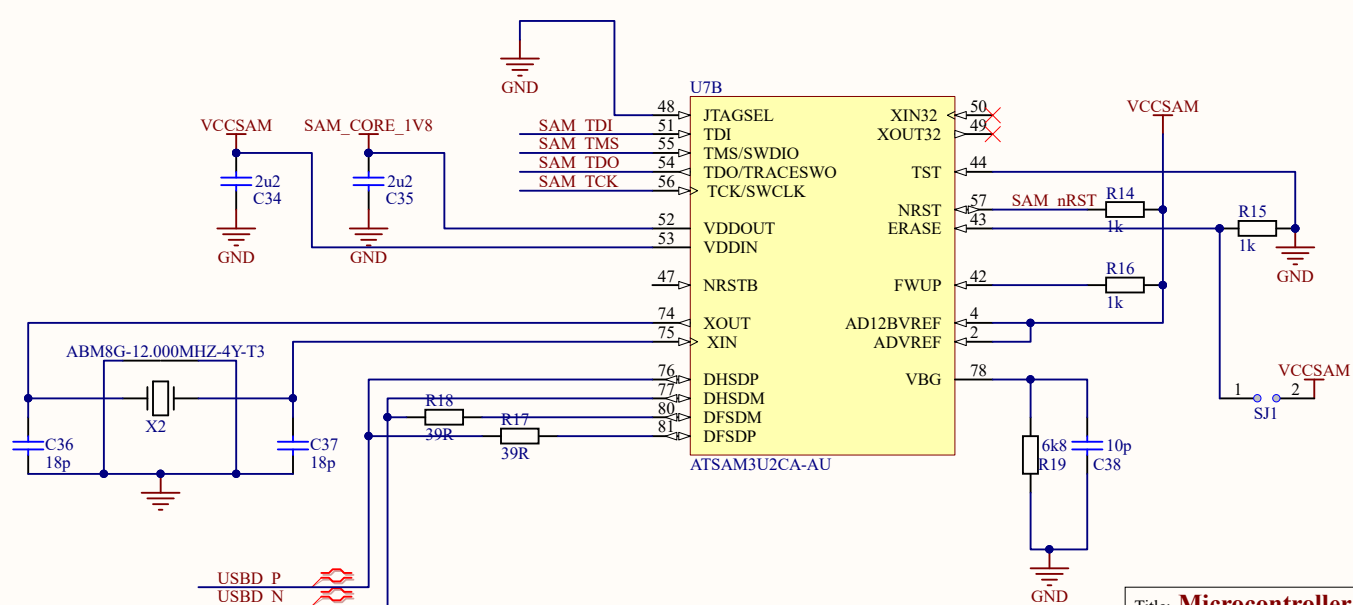 GND
U7B
VCCSAM
SAM_CORE_1V8
2u2
C34
GND
2u2
C35
GND
SAM_TDI
SAM_TMS
SAM_TDO
SAM_TCK
48 JTAGSEL
51 TDI
55 TMS/SWDIO
54 TDO/TRACESWO
56 TCK/SWCLK
52 VDDOUT
53 VDDIN
47 NRSTB
74 XOUT
75 XIN
76 DHSDP
77 DHSDM
80 DFSDM
81 DFSDP
XIN32 50
XOUT32 49
TST 44
NRST 57
ERASE 43
FWUP 42
AD12BVREF 4
ADVREF 2
VBG 78
ATSAM3U2CA-AU
VCCSAM
SAM_nRST
R14
1k
R15
1k
GND
R16
1k
VCCSAM
1 2
SJ1
6k8
R19
10p
C38
GND
ABM8G-12.000MHZ-4Y-T3
X2
C36
18p
C37
18p
R18
39R
R17
39R
USBD_P
USBD_N
Title: Microcontroller